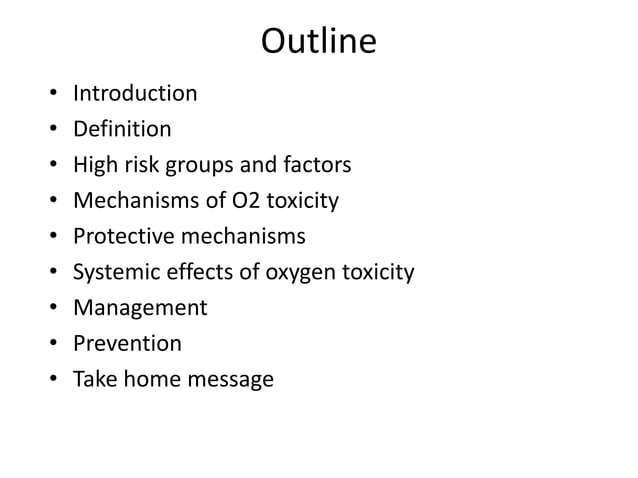 Outline
• Introduction
• Definition
• High risk groups and factors
• Mechanisms of O2 toxicity
• Protective mechanisms
• Systemic effects of oxygen toxicity
• Management
• Prevention
• Take home message